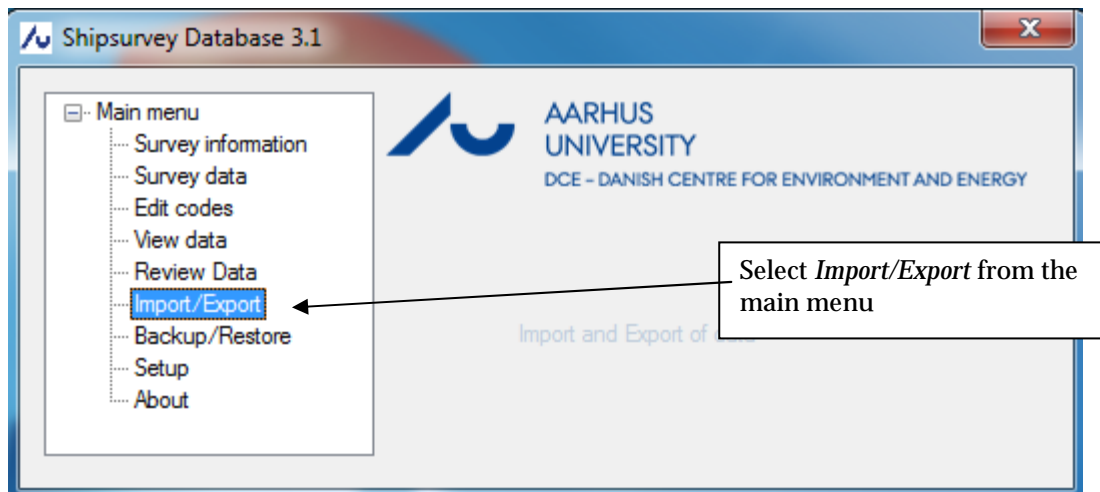 Shipsurvey Database 3.1
Main menu
Survey information
Survey data
Edit codes
View data
Review Data
Import/Export
Backup/Restore
Setup
About
AARHUS
UNIVERSITY
DCE – DANISH CENTRE FOR ENVIRONMENT AND ENERGY
Select Import/Export from the
main menu
Import and Export of